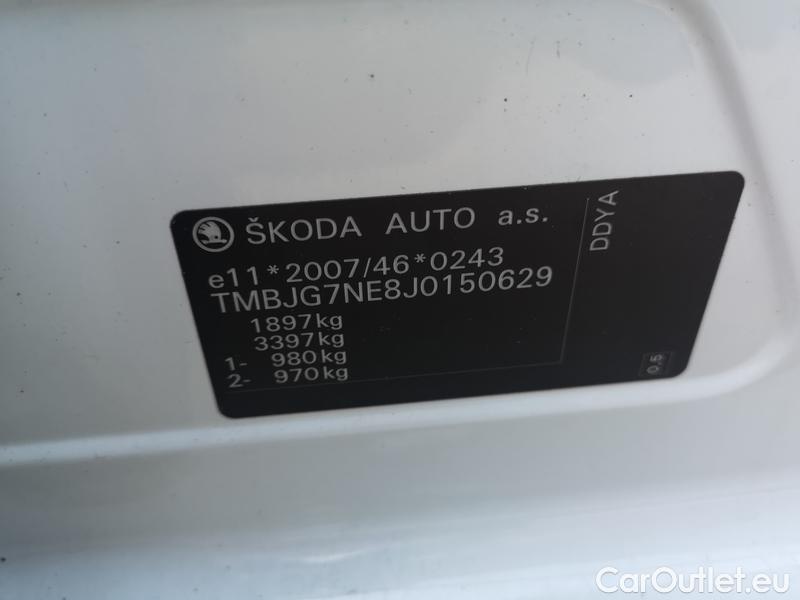 ŠKODA AUTO a.s.
e11*2007/46*0243
TMBJG7NE8J0150629
1897kg
3397kg
1- 980kg
2- 970kg
DDYA
0,5
CarOutlet.eu